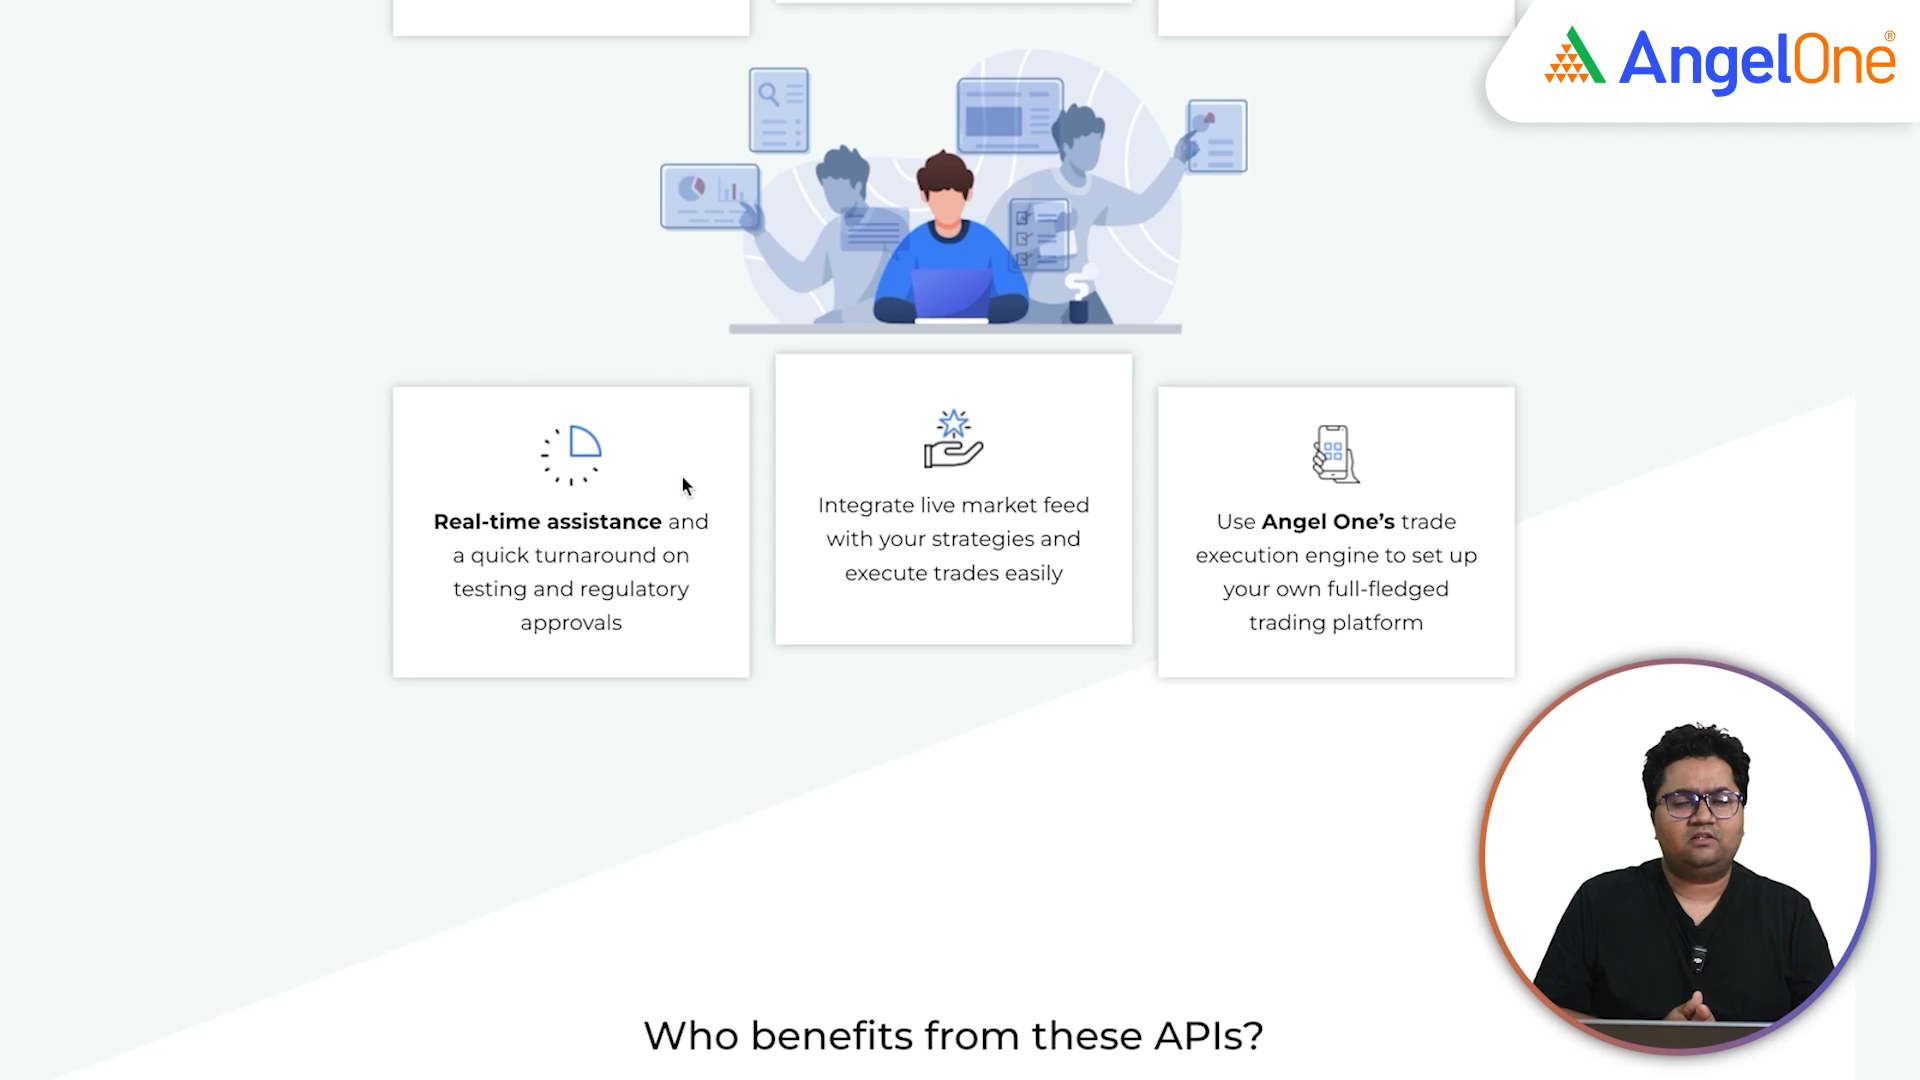 AngelOne®
Real-time assistance and
a quick turnaround on
testing and regulatory
approvals
Integrate live market feed
with your strategies and
execute trades easily
Use Angel One’s trade
execution engine to set up
your own full-fledged
trading platform
Who benefits from these APIs?